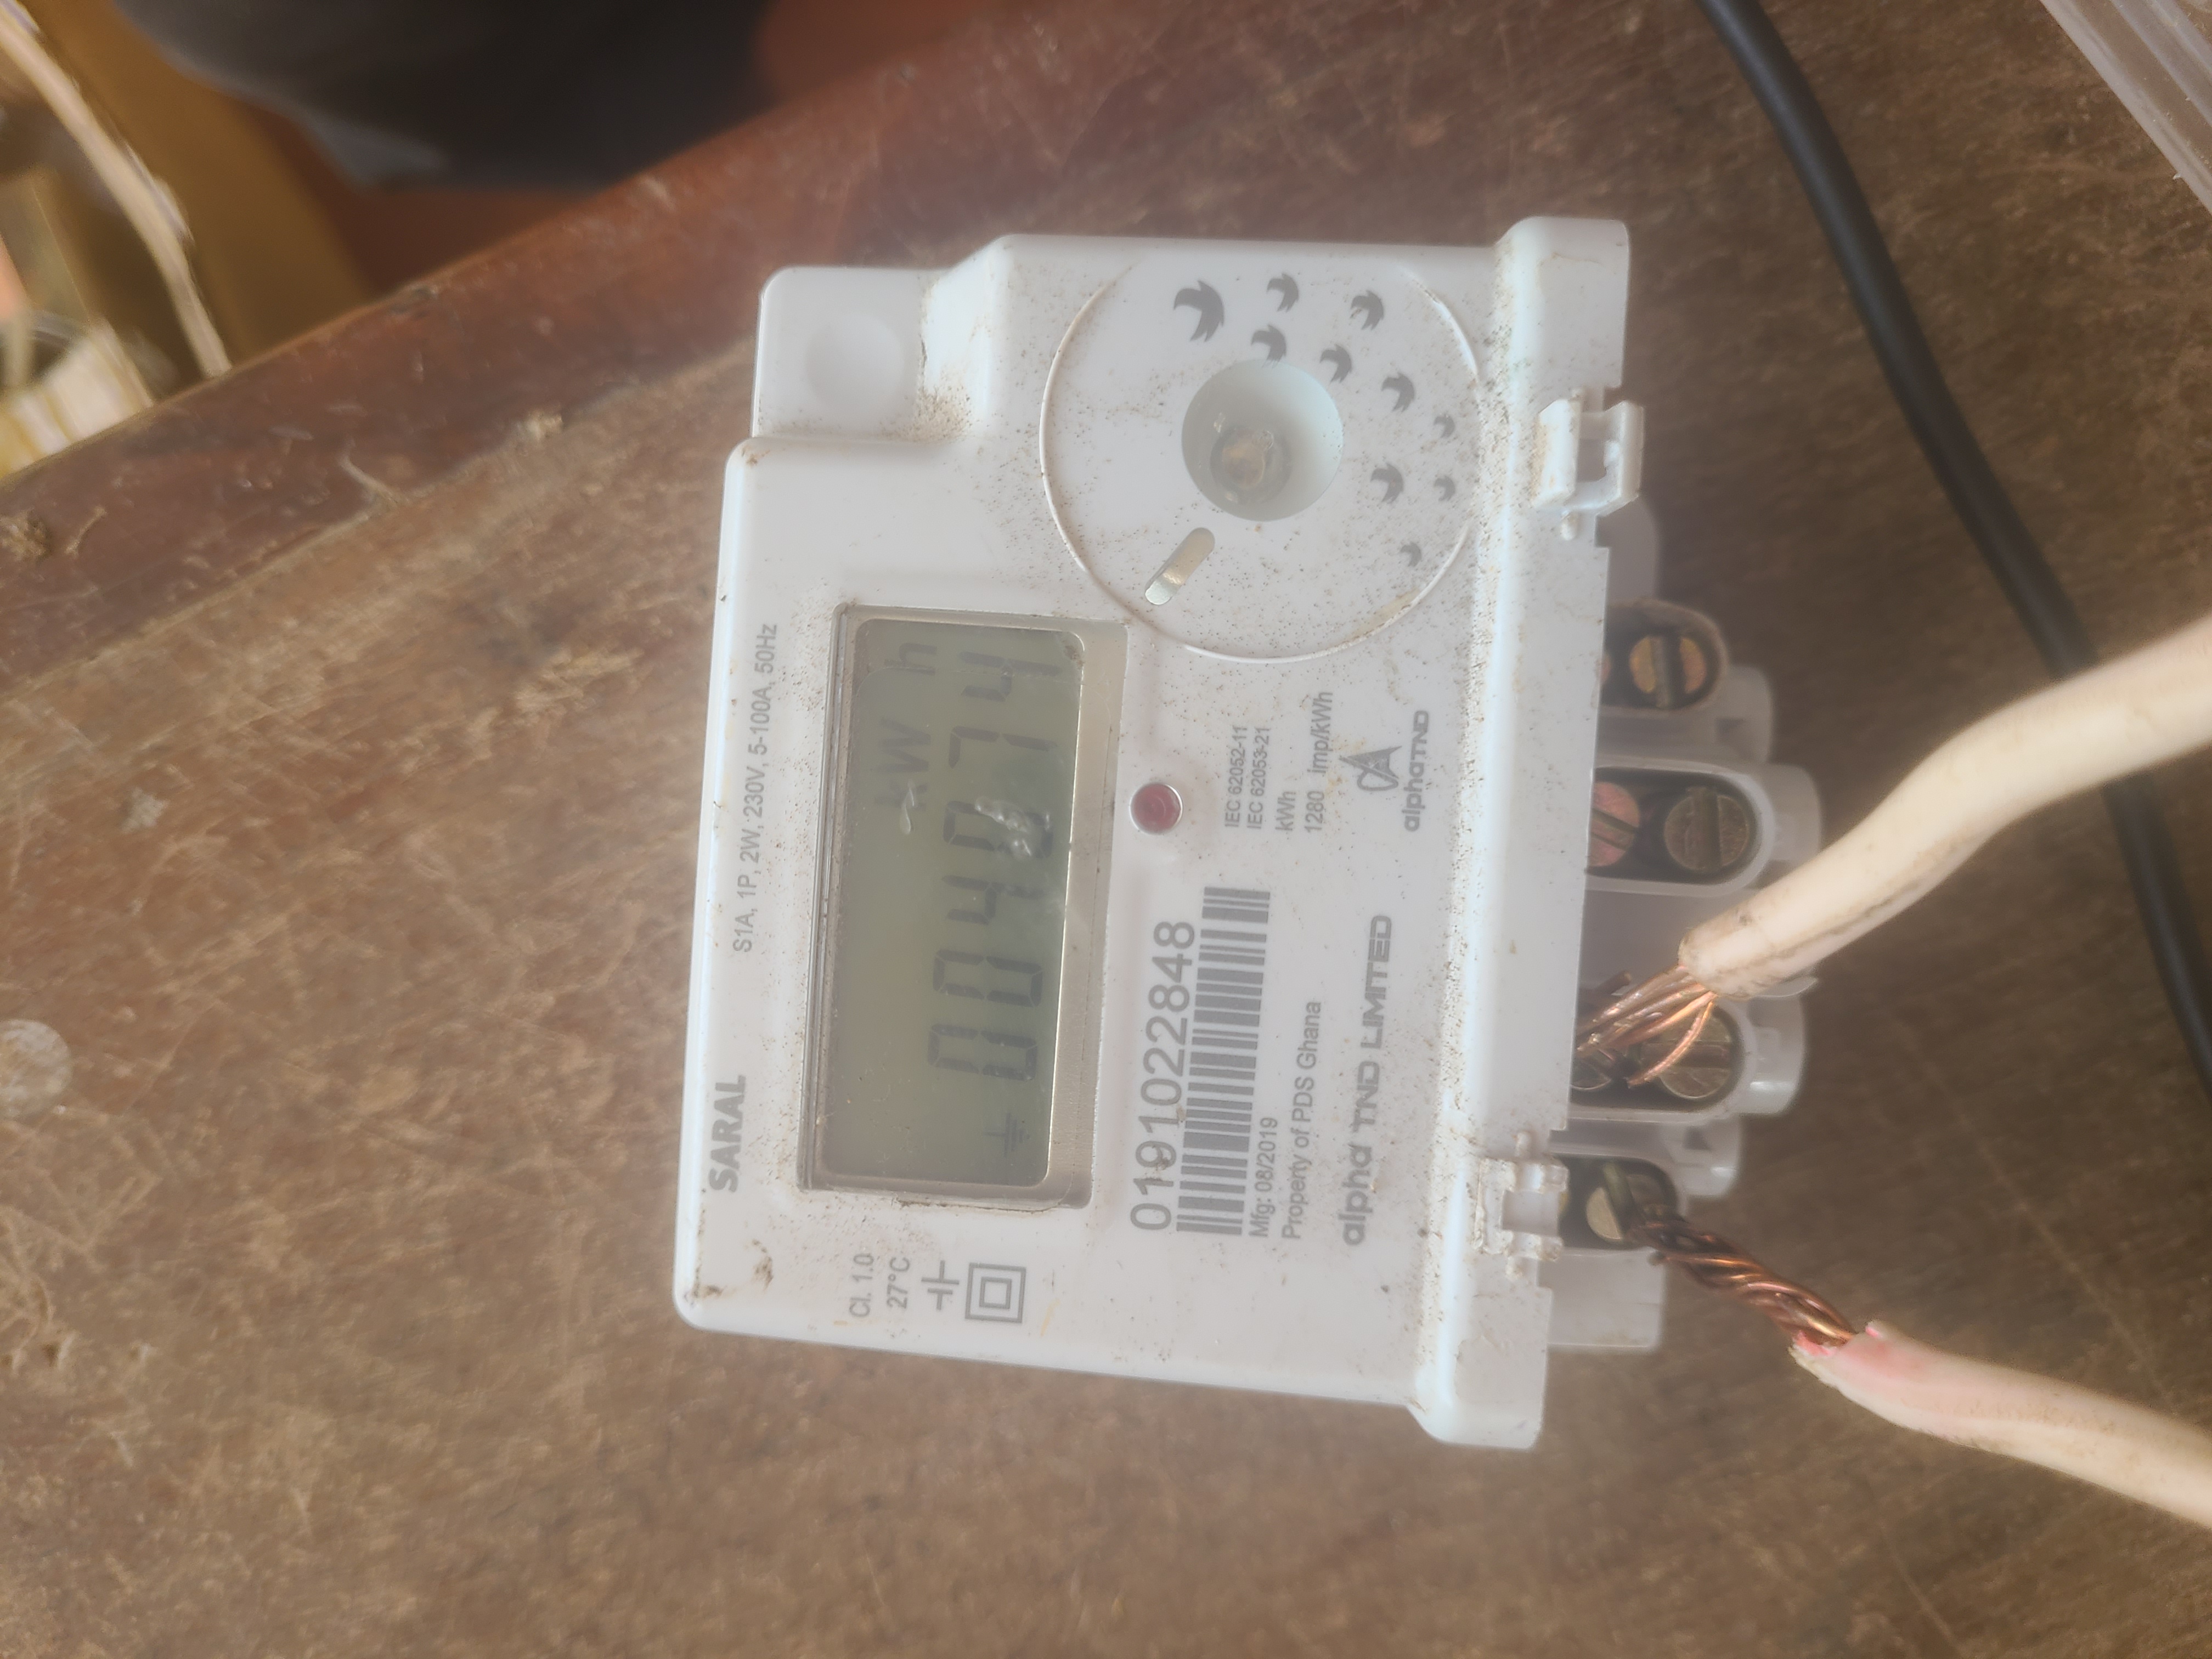 SARAL
S1A, 1P, 2W, 230V, 5-100A, 50Hz
Cl. 1.0
27°C
kW h
004074
0191022848
Mfg: 08/2019
Property of PDS Ghana
alpha TND LIMITED
IEC 62052-11
IEC 62053-21
kWh
1280 imp/kWh
alphaTND